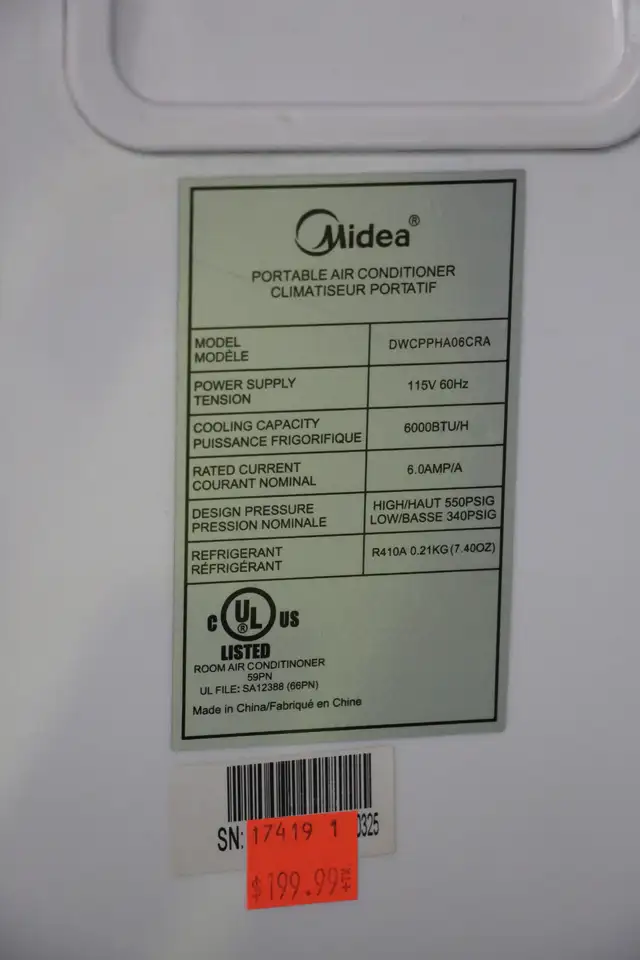 Midea®
PORTABLE AIR CONDITIONER
CLIMATISEUR PORTATIF
MODEL
MODÈLE
DWCPPHA06CRA
POWER SUPPLY
TENSION
115V 60Hz
COOLING CAPACITY
PUISSANCE FRIGORIFIQUE
6000BTU/H
RATED CURRENT
COURANT NOMINAL
6.0AMP/A
DESIGN PRESSURE
PRESSION NOMINALE
HIGH/HAUT 550PSIG
LOW/BASSE 340PSIG
REFRIGERANT
RÉFRIGÉRANT
R410A 0.21KG(7.40OZ)
C UL® US
LISTED
ROOM AIR CONDITINONER
59PN
UL FILE: SA12388 (66PN)
Made in China/Fabriqué en Chine
SN:
0325
17419 1
$199.99